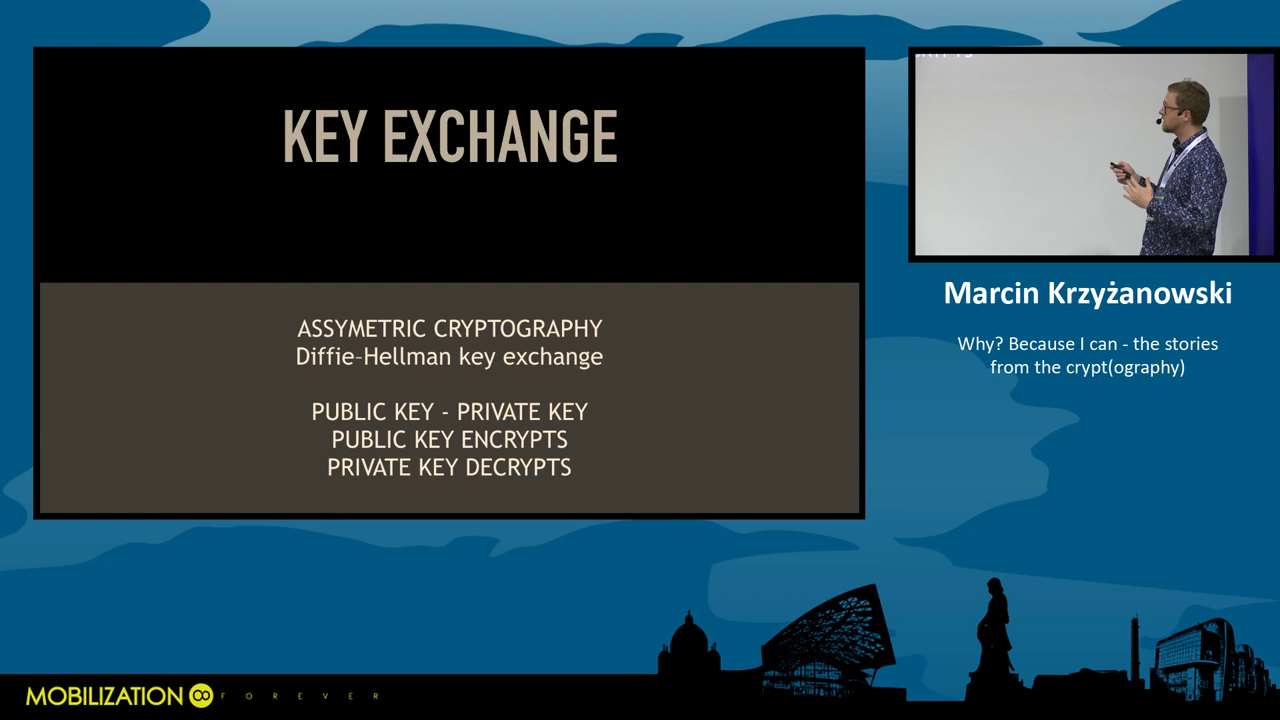 KEY EXCHANGE
ASSYMETRIC CRYPTOGRAPHY
Diffie–Hellman key exchange
PUBLIC KEY - PRIVATE KEY
PUBLIC KEY ENCRYPTS
PRIVATE KEY DECRYPTS
Marcin Krzyżanowski
Why? Because I can - the stories
from the crypt(ography)
MOBILIZATION
FOREVER